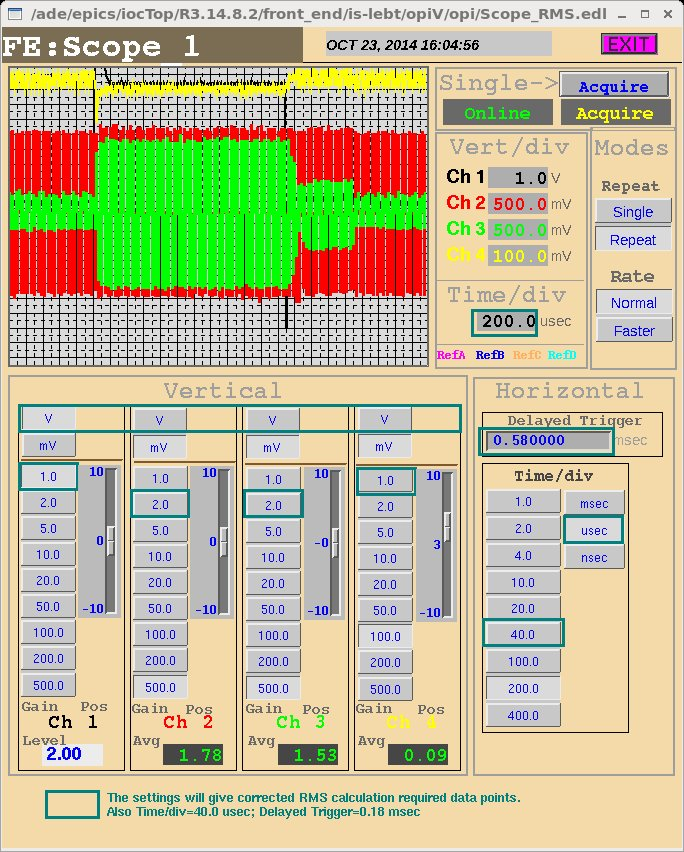 /ade/epics/iocTop/R3.14.8.2/front_end/is-lebt/opiV/opi/Scope_RMS.edl
FE:Scope_1
OCT 23, 2014 16:04:56
EXIT
Single->
Acquire
Online
Acquire
Vert/div
Ch 1 1.0 V
Ch 2 500.0 mV
Ch 3 500.0 mV
Ch 4 100.0 mV
Time/div
200.0 usec
RefA RefB RefC RefD
Modes
Repeat
Single
Repeat
Rate
Normal
Faster
Vertical
V V V V
mV mV mV mV
1.0 10 1.0 10 1.0 10 1.0 10
2.0 2.0 2.0 2.0
5.0 0 5.0 0 5.0 -0 5.0 3
10.0 10.0 10.0 10.0
20.0 20.0 20.0 20.0
50.0 -10 50.0 -10 50.0 -10 50.0 -10
100.0 100.0 100.0 100.0
200.0 200.0 200.0 200.0
500.0 500.0 500.0 500.0
Gain Pos Gain Pos Gain Pos Gain Pos
Ch 1 Ch 2 Ch 3 Ch 4
Level Avg Avg Avg
2.00 1.78 1.53 0.09
Horizontal
Delayed Trigger
0.580000 msec
Time/div
1.0 msec
2.0 usec
4.0 nsec
10.0
20.0
40.0
100.0
200.0
400.0
The settings will give corrected RMS calculation required data points.
Also Time/div=40.0 usec; Delayed Trigger=0.18 msec